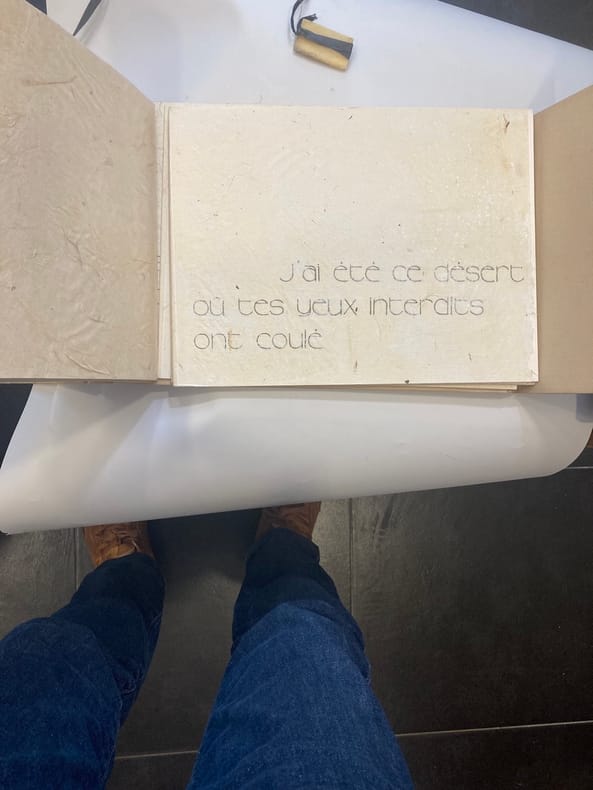 J'ai été ce désert
où tes yeux interdits
ont coulé